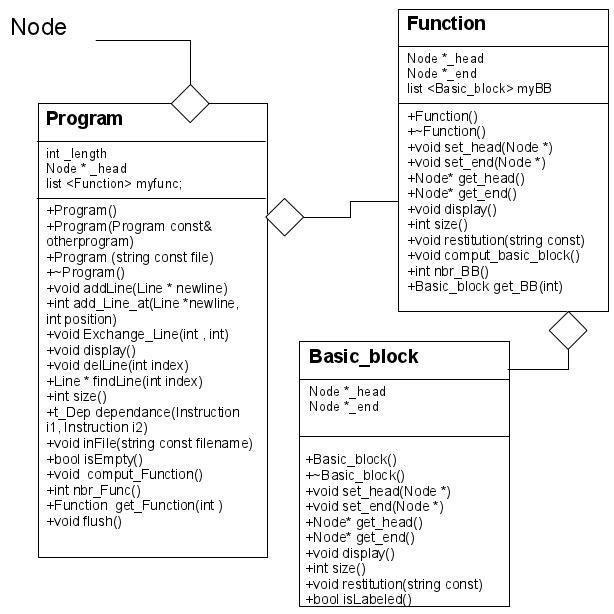 Node
Program
int _length
Node * _head
list <Function> myfunc;
+Program()
+Program(Program const&
otherprogram)
+Program (string const file)
+~Program()
+void addLine(Line * newline)
+int add_Line_at(Line *newline,
int position)
+void Exchange_Line(int , int)
+void display()
+void delLine(int index)
+Line * findLine(int index)
+int size()
+t_Dep dependance(Instruction
i1, Instruction i2)
+void inFile(string const filename)
+bool isEmpty()
+void  comput_Function()
+int nbr_Func()
+Function  get_Function(int )
+void flush()
Function
Node *_head
Node *_end
list <Basic_block> myBB
+Function()
+~Function()
+void set_head(Node *)
+void set_end(Node *)
+Node* get_head()
+Node* get_end()
+void display()
+int size()
+void restitution(string const)
+void comput_basic_block()
+int nbr_BB()
+Basic_block get_BB(int)
Basic_block
Node *_head
Node *_end
+Basic_block()
+~Basic_block()
+void set_head(Node *)
+void set_end(Node *)
+Node* get_head()
+Node* get_end()
+void display()
+int size()
+void restitution(string const)
+bool isLabeled()